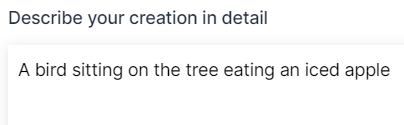 Describe your creation in detail
A bird sitting on the tree eating an iced apple